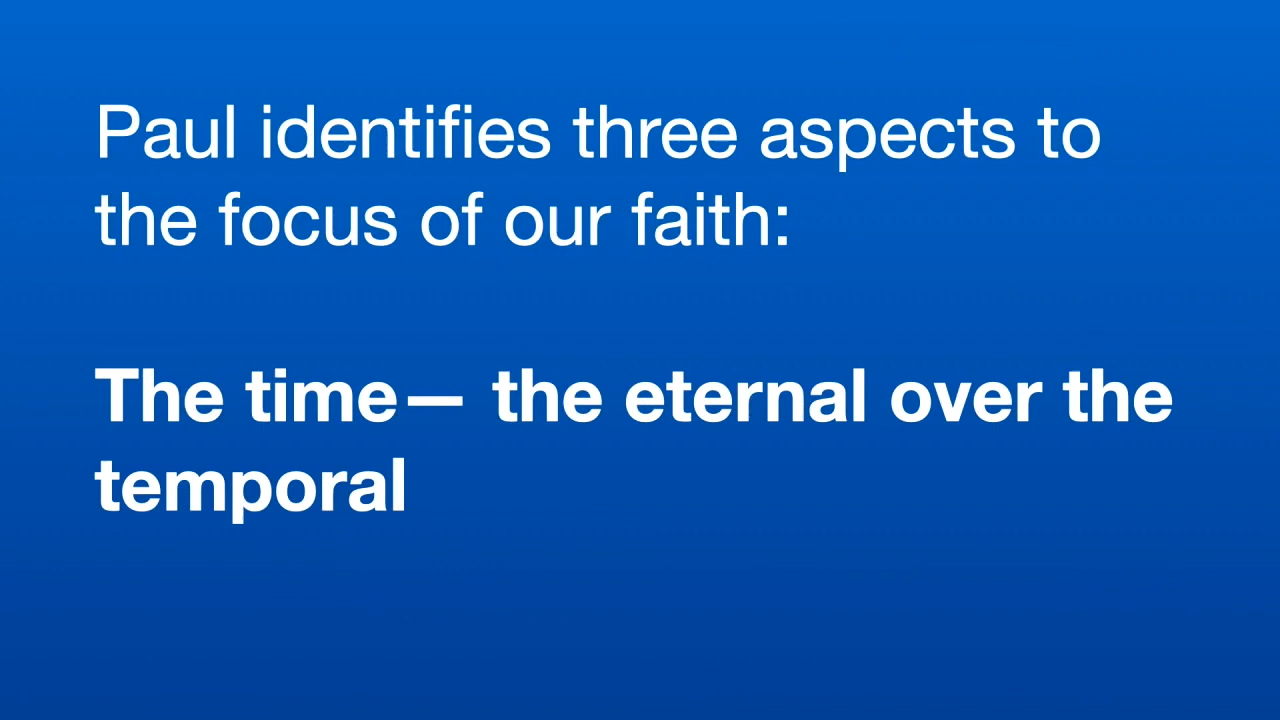 Paul identifies three aspects to
the focus of our faith:
The time— the eternal over the
temporal